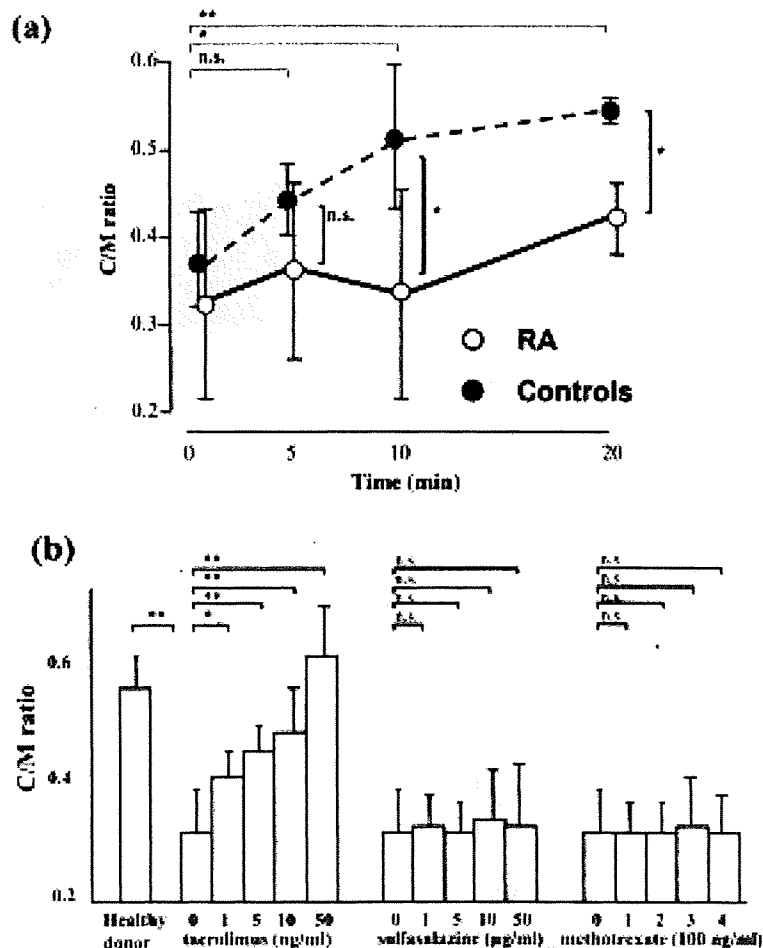 (a)
**
*
n.s.
0.6
0.5
0.4
0.3
0.2
C/M ratio
n.s.
*
*
RA
Controls
0 5 10 20
Time (min)
(b)
** n.s. n.s.
** n.s. n.s.
** n.s. n.s.
** * n.s. n.s.
0.6
0.4
0.2
C/M ratio
Healthy donor
0 1 5 10 50
tacrolimus (ng/ml)
0 1 5 10 50
sulfasalazine (µg/ml)
0 1 2 3 4
methotrexate (100 ng/ml)